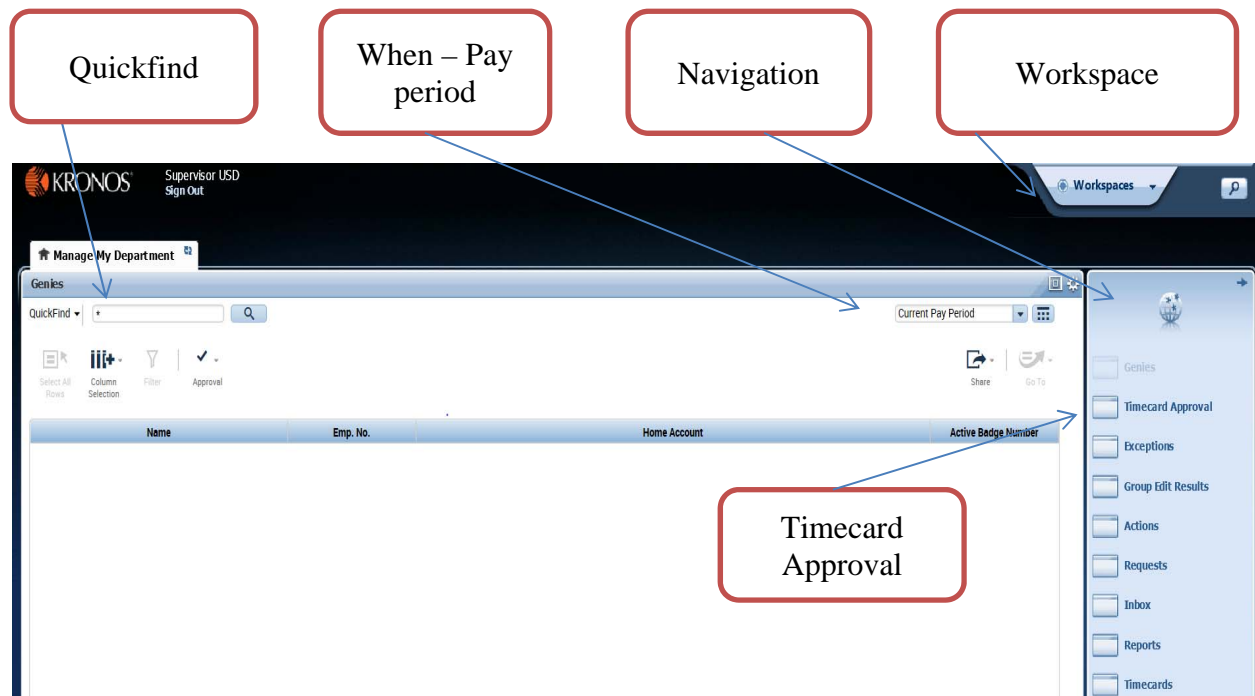 Quickfind
When – Pay
period
Navigation
Workspace
KRONOS
Supervisor USD
Sign Out
Workspaces
Manage My Department
Genies
QuickFind
*
Current Pay Period
Select All
Rows
Column
Selection
Filter
Approval
Share
Go To
Name
Emp. No.
Home Account
Active Badge Number
Timecard
Approval
Genies
Timecard Approval
Exceptions
Group Edit Results
Actions
Requests
Inbox
Reports
Timecards